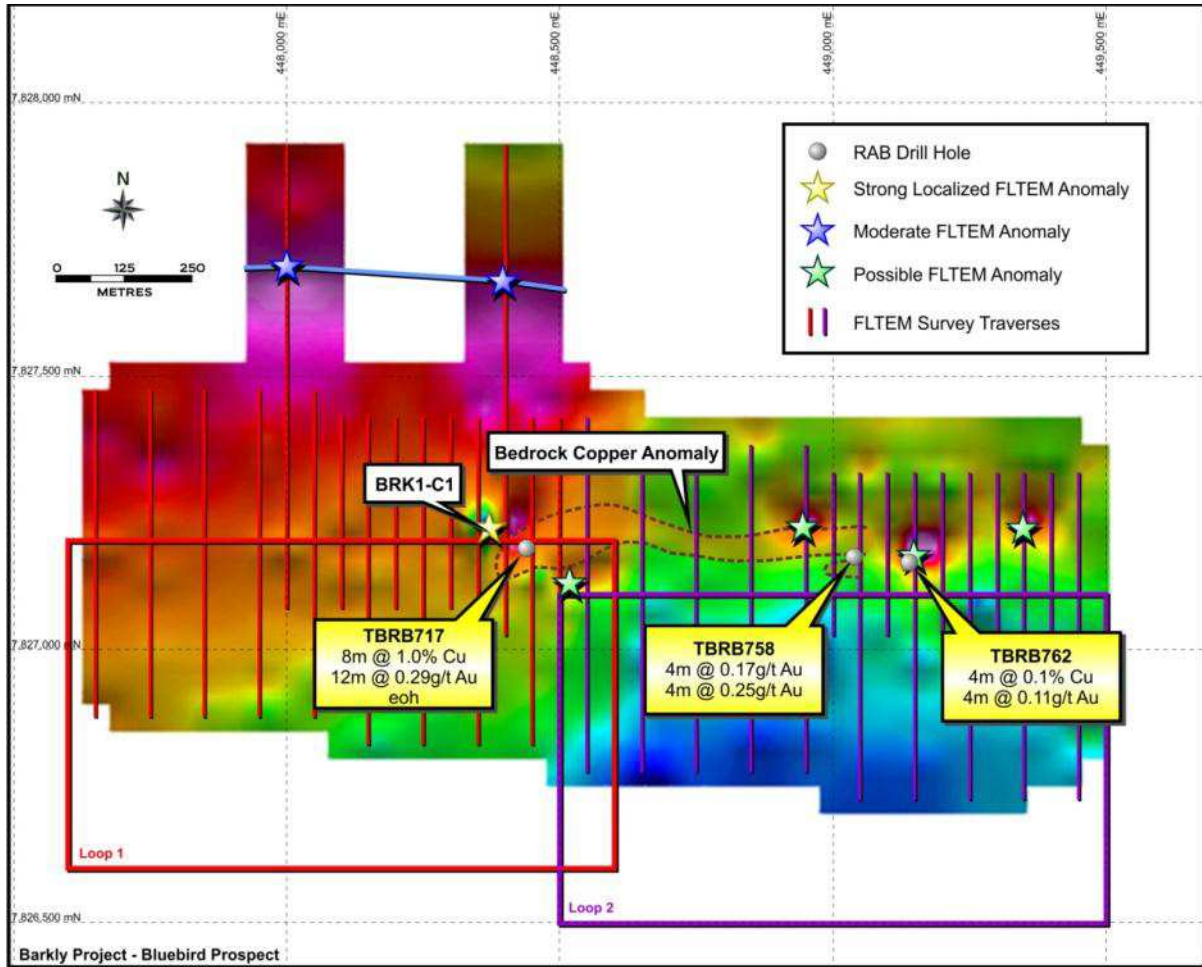 448,000 mE
448,500 mE
449,000 mE
449,500 mE
7,828,000 mN
RAB Drill Hole
Strong Localized FLTEM Anomaly
Moderate FLTEM Anomaly
Possible FLTEM Anomaly
FLTEM Survey Traverses
N
0 125 250
METRES
7,827,500 mN
Bedrock Copper Anomaly
BRK1-C1
TBRB717
8m @ 1.0% Cu
12m @ 0.29g/t Au
eoh
TBRB758
4m @ 0.17g/t Au
4m @ 0.25g/t Au
TBRB762
4m @ 0.1% Cu
4m @ 0.11g/t Au
7,827,000 mN
Loop 1
Loop 2
7,826,500 mN
Barkly Project - Bluebird Prospect